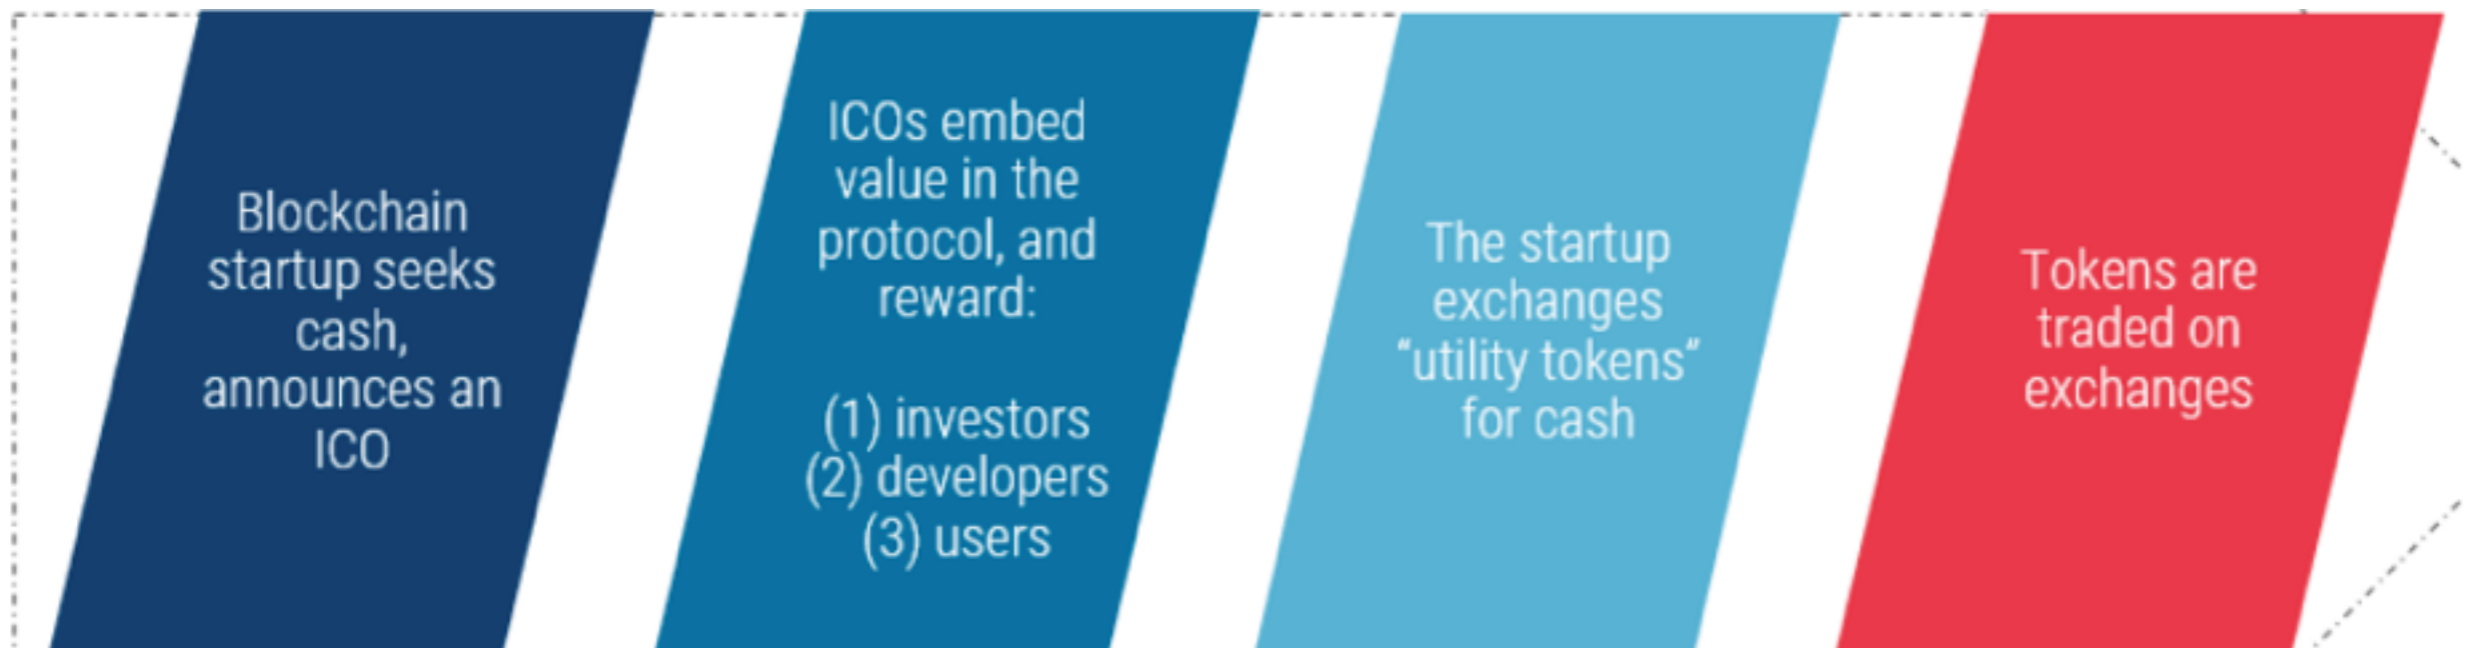 Blockchain
startup seeks
cash,
announces an
ICO
ICOs embed
value in the
protocol, and
reward:
(1) investors
(2) developers
(3) users
The startup
exchanges
“utility tokens”
for cash
Tokens are
traded on
exchanges